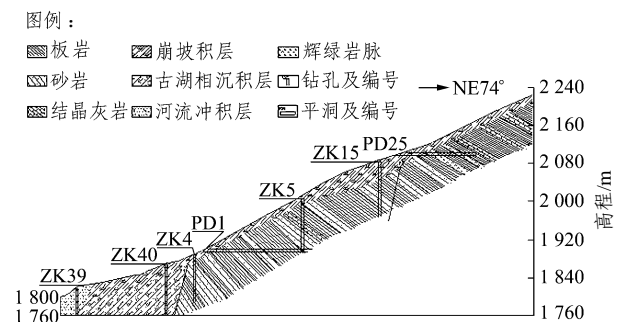 图例：
板岩 崩坡积层 辉绿岩脉
砂岩 古湖相沉积层 钻孔及编号
结晶灰岩 河流冲积层 平洞及编号
NE74°
2 240
2 160
PD25
ZK15
2 080
ZK5
2 000
高程/m
PD1
ZK4
1 920
ZK40
ZK39
1 840
1 800
1 760
1 760